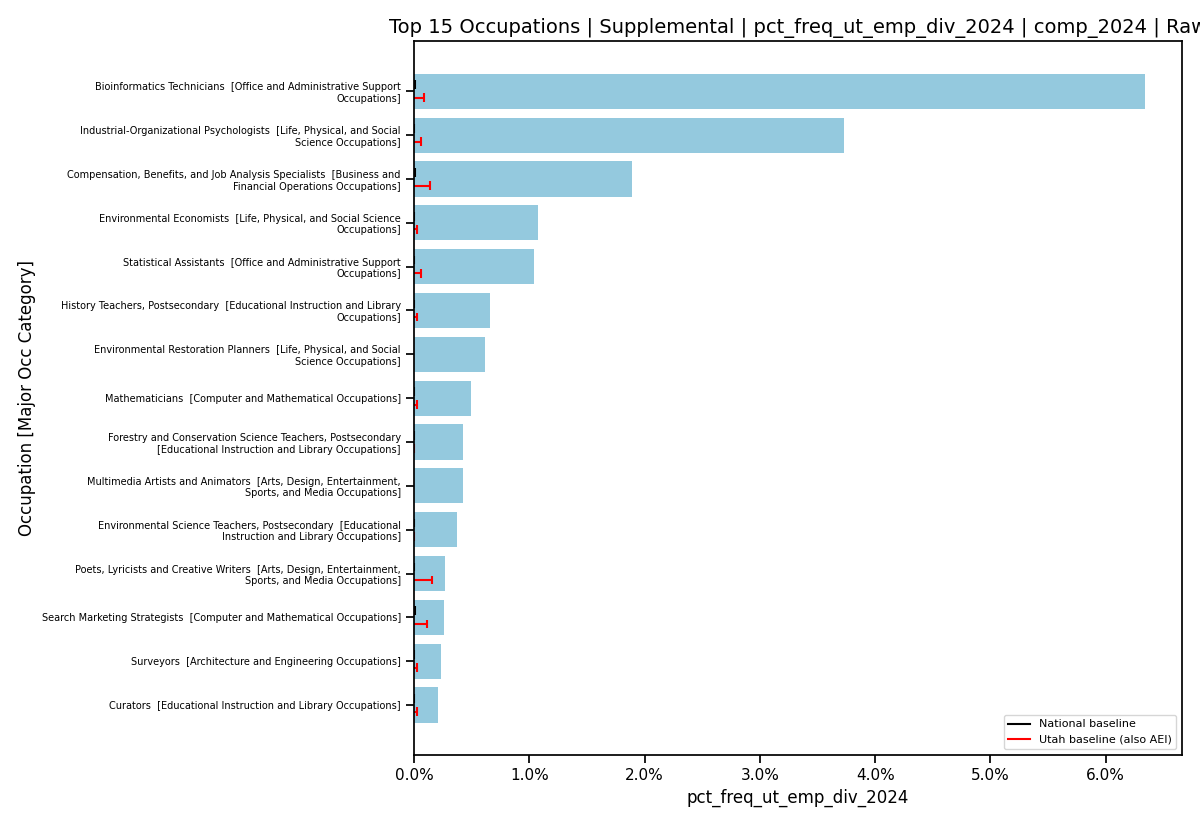 Top 15 Occupations | Supplemental | pct_freq_ut_emp_div_2024 | comp_2024 | Raw
Occupation [Major Occ Category]
Bioinformatics Technicians [Office and Administrative Support
Occupations]
Industrial-Organizational Psychologists [Life, Physical, and Social
Science Occupations]
Compensation, Benefits, and Job Analysis Specialists [Business and
Financial Operations Occupations]
Environmental Economists [Life, Physical, and Social Science
Occupations]
Statistical Assistants [Office and Administrative Support
Occupations]
History Teachers, Postsecondary [Educational Instruction and Library
Occupations]
Environmental Restoration Planners [Life, Physical, and Social
Science Occupations]
Mathematicians [Computer and Mathematical Occupations]
Forestry and Conservation Science Teachers, Postsecondary
[Educational Instruction and Library Occupations]
Multimedia Artists and Animators [Arts, Design, Entertainment,
Sports, and Media Occupations]
Environmental Science Teachers, Postsecondary [Educational
Instruction and Library Occupations]
Poets, Lyricists and Creative Writers [Arts, Design, Entertainment,
Sports, and Media Occupations]
Search Marketing Strategists [Computer and Mathematical Occupations]
Surveyors [Architecture and Engineering Occupations]
Curators [Educational Instruction and Library Occupations]
National baseline
Utah baseline (also AEI)
0.0% 1.0% 2.0% 3.0% 4.0% 5.0% 6.0%
pct_freq_ut_emp_div_2024